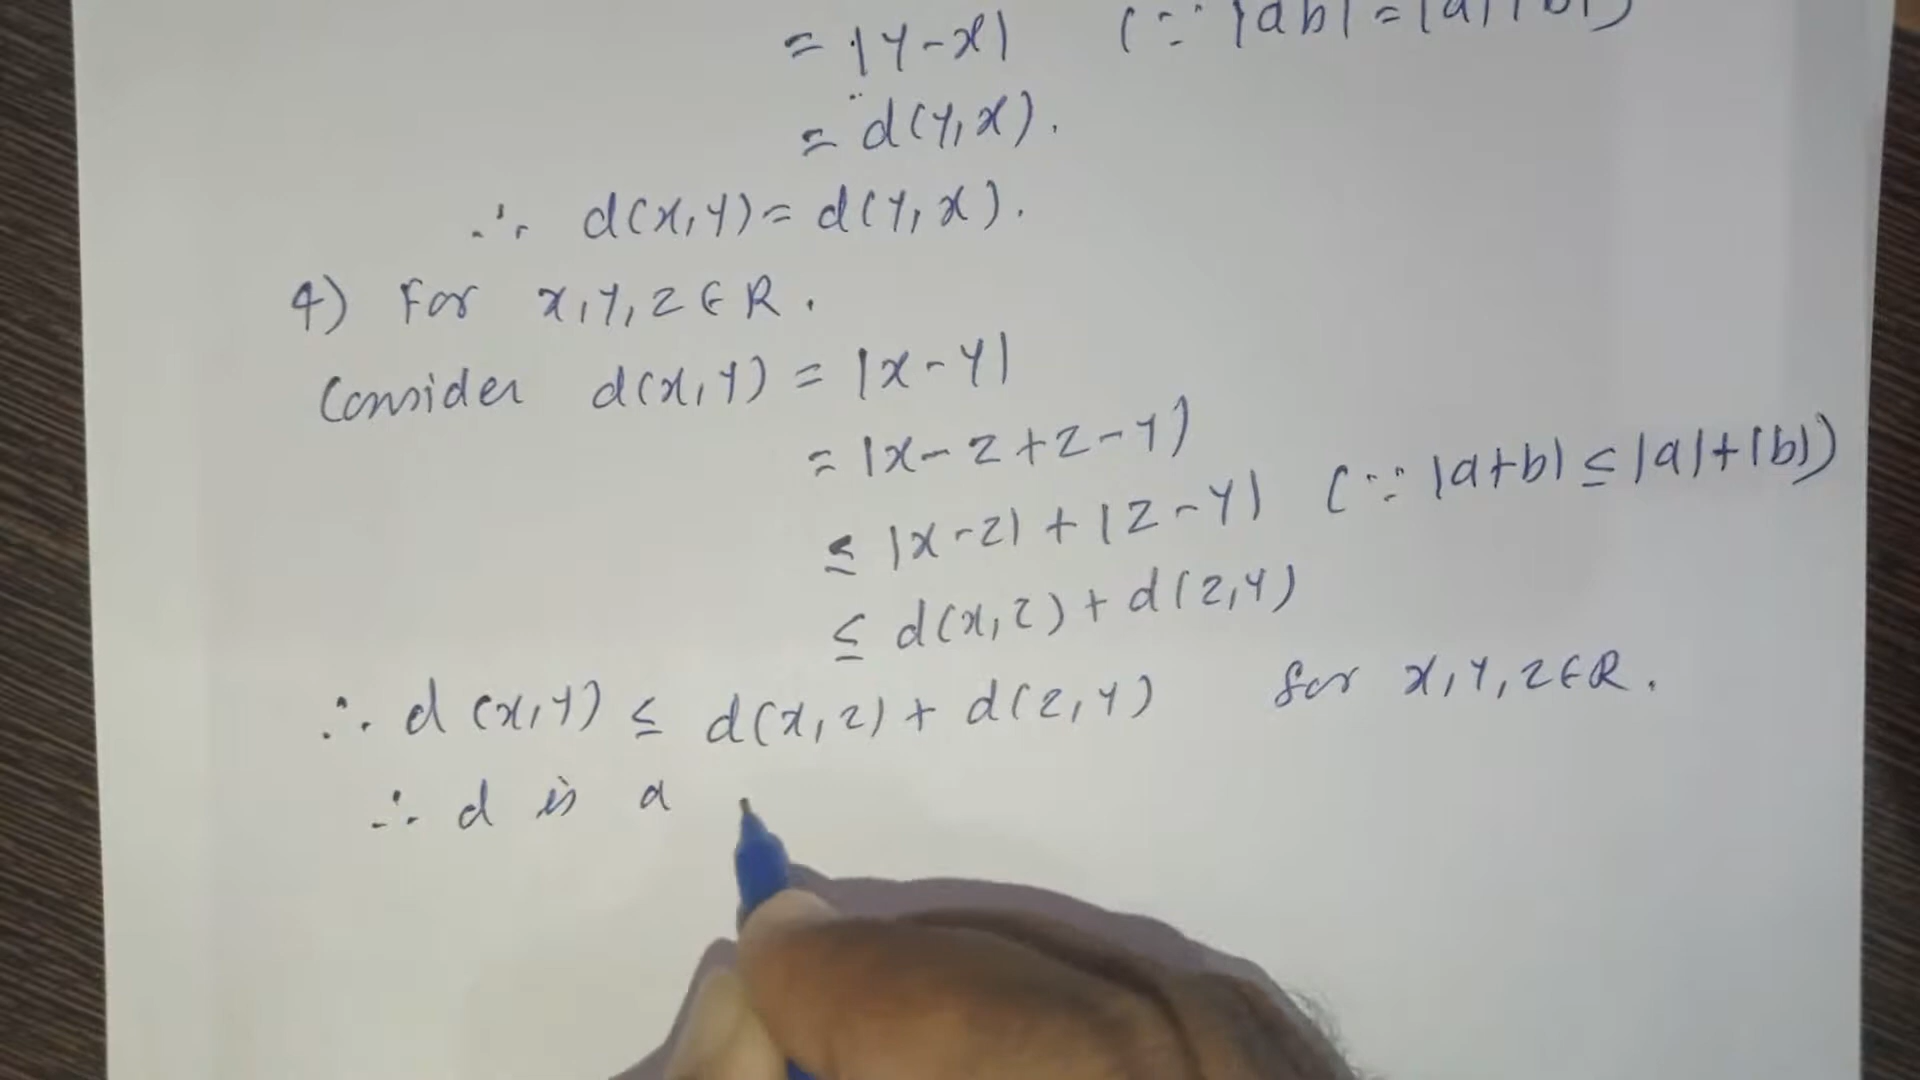 = |y-x| (∵ |ab| = |a||b|)
= d(y,x).
∴ d(x,y) = d(y,x).
4) For x,y,z∈R.
Consider d(x,y) = |x-y|
= |x-z+z-y|
≤ |x-z| + |z-y| (∵ |a+b| ≤ |a|+|b|)
≤ d(x,z) + d(z,y)
∴ d(x,y) ≤ d(x,z) + d(z,y) for x,y,z∈R.
∴ d is a